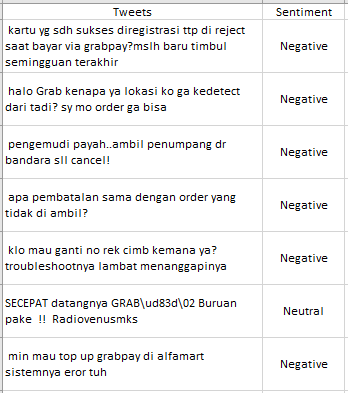 Tweets Sentiment
kartu yg sdh sukses diregistrasi ttp di reject
saat bayar via grabpay?mslh baru timbul
semingguan terakhir
Negative
halo Grab kenapa ya lokasi ko ga kedetect
dari tadi? sy mo order ga bisa
Negative
pengemudi payah..ambil penumpang dr
bandara sll cancel!
Negative
apa pembatalan sama dengan order yang
tidak di ambil?
Negative
klo mau ganti no rek cimb kemana ya?
troubleshootnya lambat menanggapinya
Negative
SECEPAT datangnya GRAB\ud83d\02 Buruan
pake !! Radiovenusmks
Neutral
min mau top up grabpay di alfamart
sistemnya eror tuh
Negative